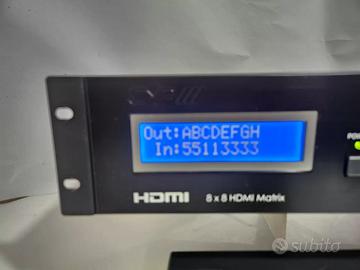 Out:ABCDEFGH
In:55113333
HDMI 8 x 8 HDMI Matrix
subito